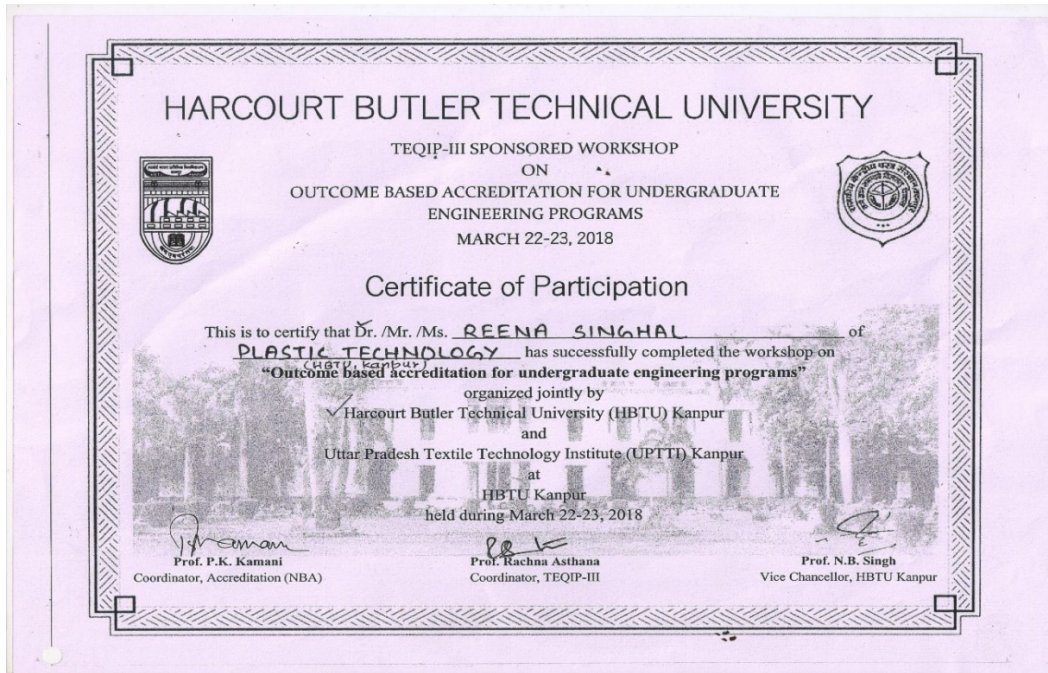 HARCOURT BUTLER TECHNICAL UNIVERSITY
TEQIP-III SPONSORED WORKSHOP
ON
OUTCOME BASED ACCREDITATION FOR UNDERGRADUATE
ENGINEERING PROGRAMS
MARCH 22-23, 2018
Certificate of Participation
This is to certify that Dr. /Mr. /Ms. REENA SINGHAL of
PLASTIC TECHNOLOGY has successfully completed the workshop on
(HBTU, Kanpur)
“Outcome based accreditation for undergraduate engineering programs”
organized jointly by
Harcourt Butler Technical University (HBTU) Kanpur
and
Uttar Pradesh Textile Technology Institute (UPTTI) Kanpur
at
HBTU Kanpur
held during March 22-23, 2018
Prof. P.K. Kamani
Coordinator, Accreditation (NBA)
Prof. Rachna Asthana
Coordinator, TEQIP-III
Prof. N.B. Singh
Vice Chancellor, HBTU Kanpur